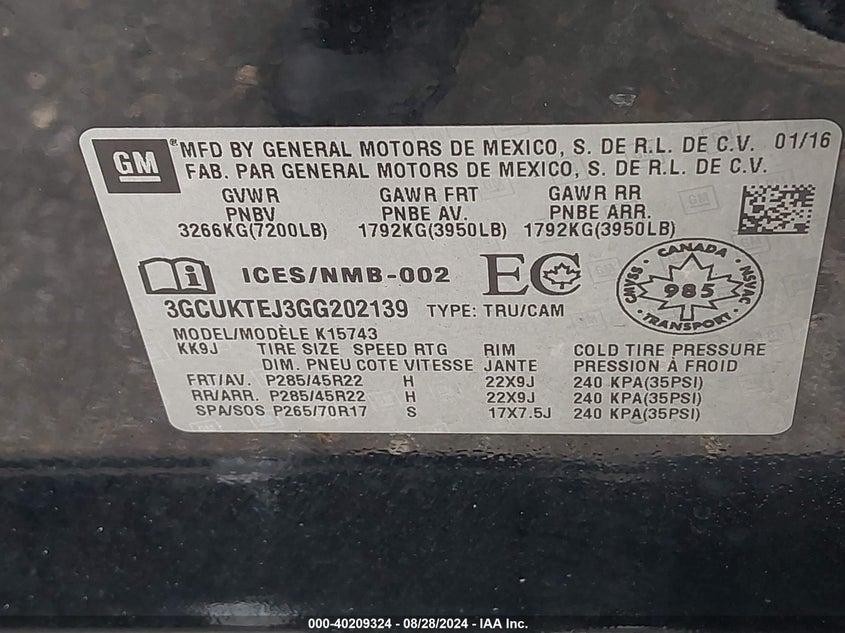 GM
® MFD BY GENERAL MOTORS DE MEXICO, S. DE R.L. DE C.V. 01/16
FAB. PAR GENERAL MOTORS DE MEXICO, S. DE R.L. DE C.V.
GVWR GAWR FRT GAWR RR
PNBV PNBE AV. PNBE ARR.
3266KG(7200LB) 1792KG(3950LB) 1792KG(3950LB)
ICES/NMB-002 EC
CANADA
CMVSS 985 NSVAC
TRANSPORT
3GCUKTEJ3GG202139 TYPE: TRU/CAM
MODEL/MODÈLE K15743
KK9J TIRE SIZE SPEED RTG RIM COLD TIRE PRESSURE
DIM. PNEU COTE VITESSE JANTE PRESSION À FROID
FRT/AV. P285/45R22 H 22X9J 240 KPA(35PSI)
RR/ARR. P285/45R22 H 22X9J 240 KPA(35PSI)
SPA/SOS P265/70R17 S 17X7.5J 240 KPA(35PSI)
000-40209324 - 08/28/2024 - IAA Inc.